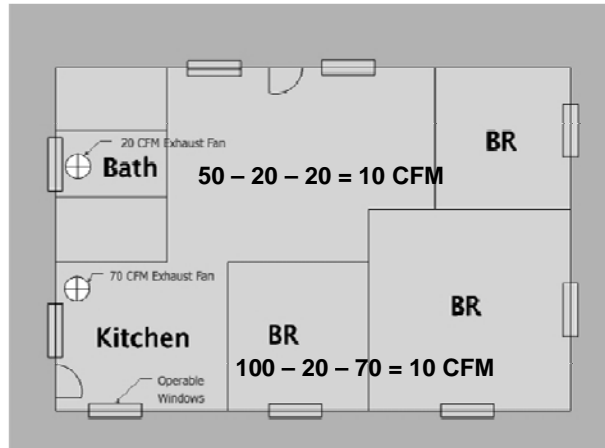 20 CFM Exhaust Fan
Bath
BR
50 – 20 – 20 = 10 CFM
70 CFM Exhaust Fan
BR
Kitchen
BR
100 – 20 – 70 = 10 CFM
Operable
Windows